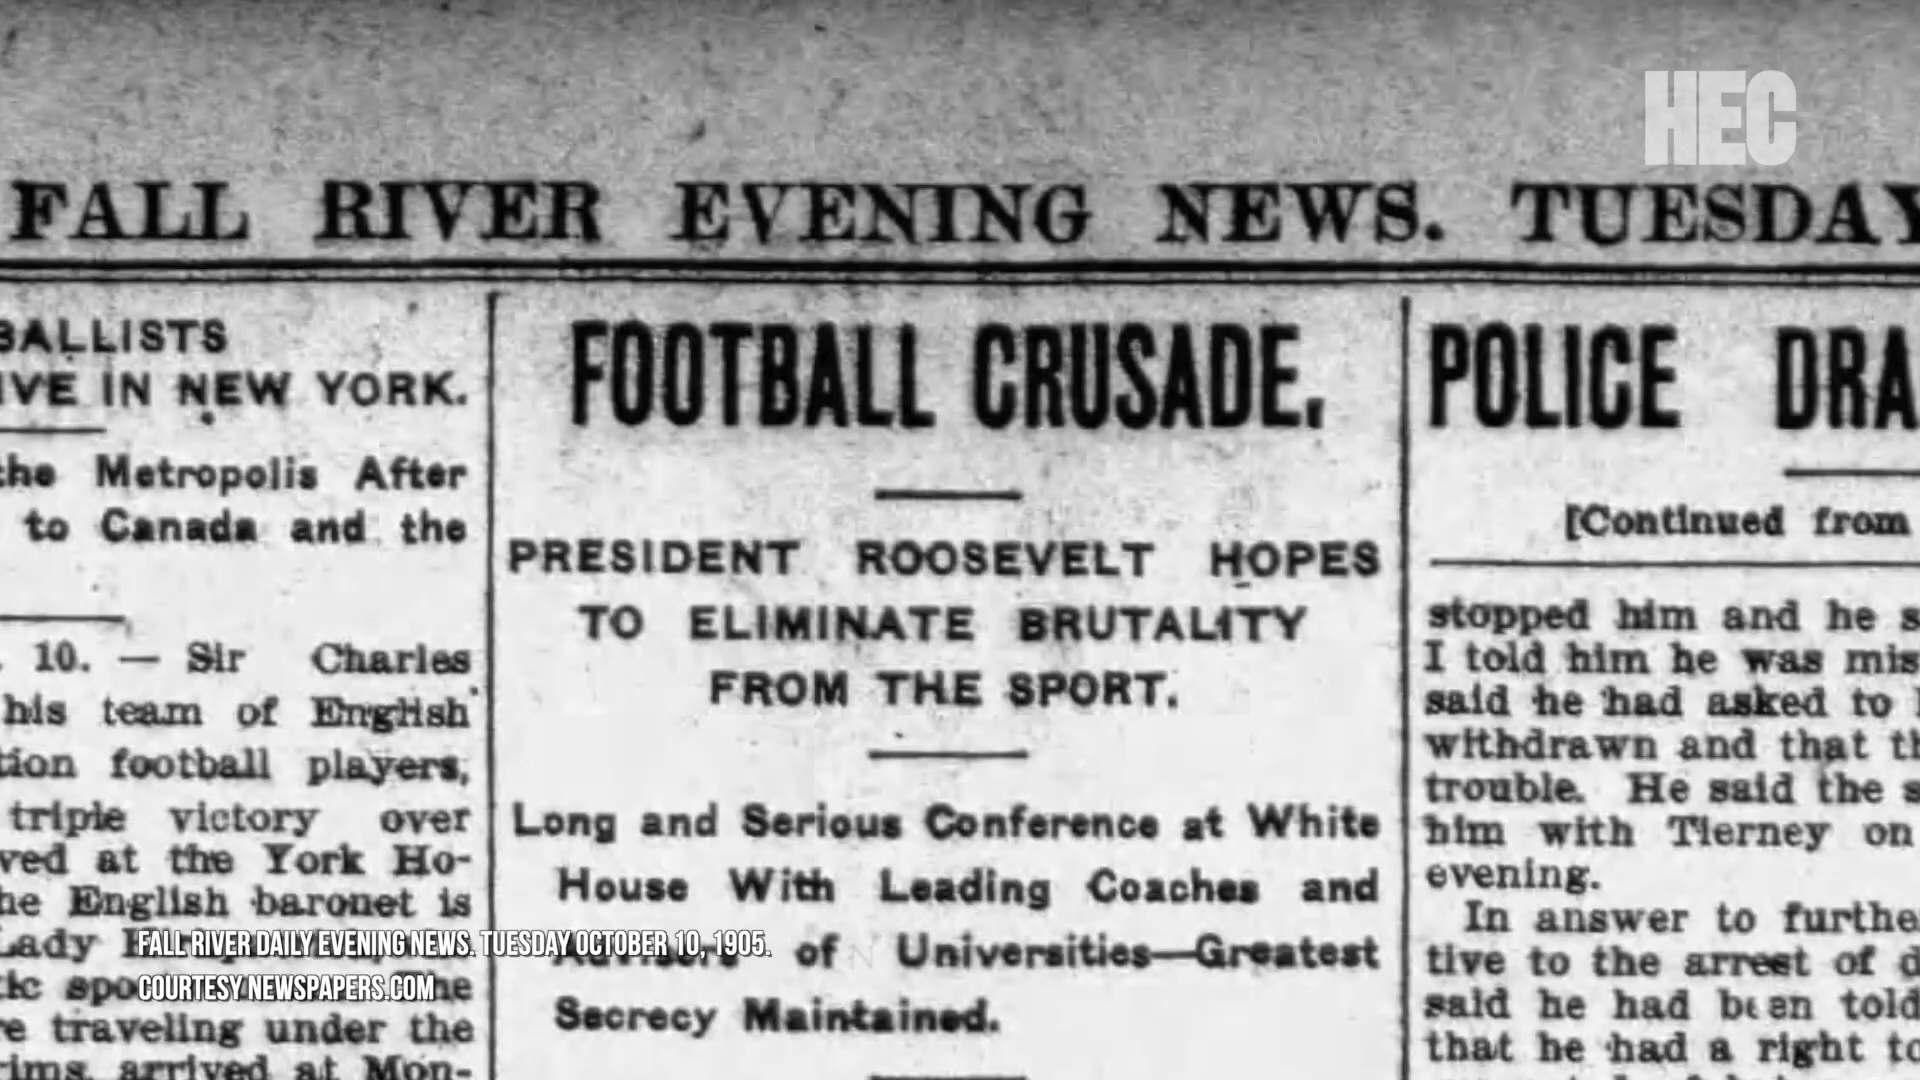 HEC
FALL RIVER EVENING NEWS. TUESDAY
BALLISTS
IVE IN NEW YORK.
the Metropolis After
to Canada and the
10. — Sir Charles
his team of English
tion football players,
triple victory over
ved at the York Ho-
he English baronet is
Lady
tic spo he
re traveling under the
rims, arrived at Mon-
FOOTBALL CRUSADE.
PRESIDENT ROOSEVELT HOPES
TO ELIMINATE BRUTALITY
FROM THE SPORT.
Long and Serious Conference at White
House With Leading Coaches and
Advisers of Universities—Greatest
Secrecy Maintained.
POLICE DRA
[Continued from
stopped him and he s
I told him he was mis
said he had asked to
withdrawn and that th
trouble. He said the s
him with Tierney on
evening.
In answer to furthe
tive to the arrest of d
said he had been told
that he had a right to
FALL RIVER DAILY EVENING NEWS. TUESDAY OCTOBER 10, 1905.
COURTESY NEWSPAPERS.COM